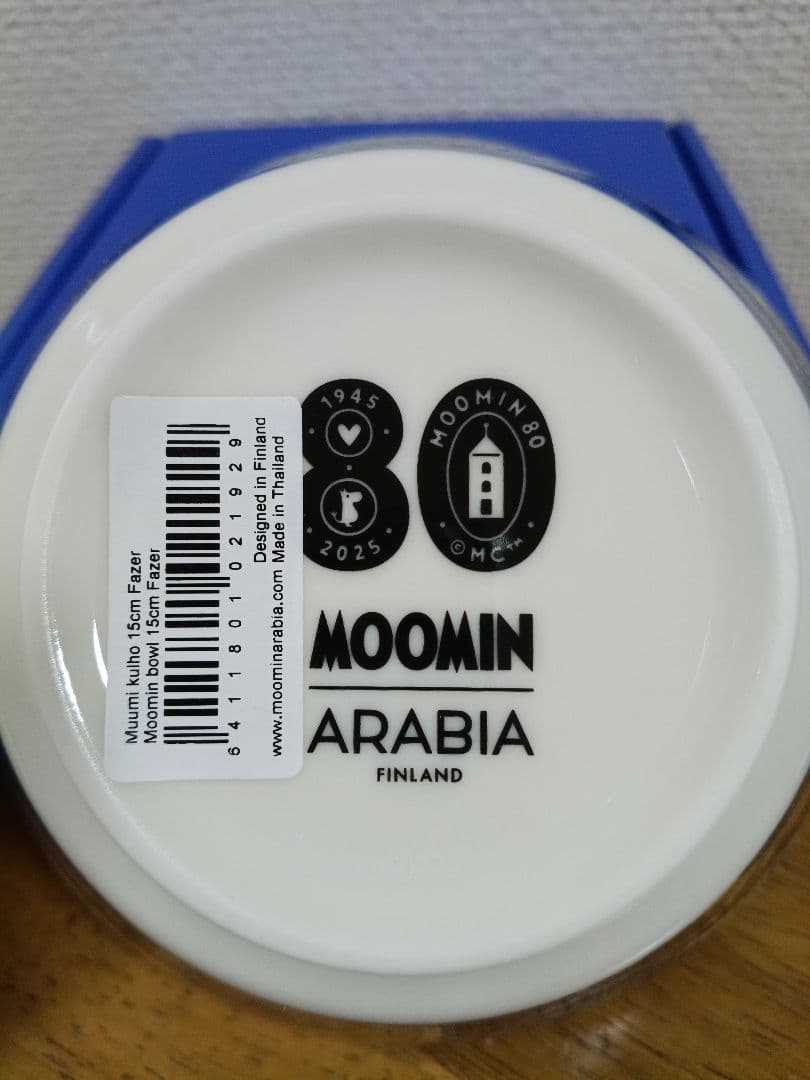 Muumi kulho 15cm Fazer
Moomin bowl 15cm Fazer
6 411801 021929
Designed in Finland
www.moominarabia.com Made in Thailand
1945
2025
MOOMIN80
©MC™
MOOMIN
ARABIA
FINLAND